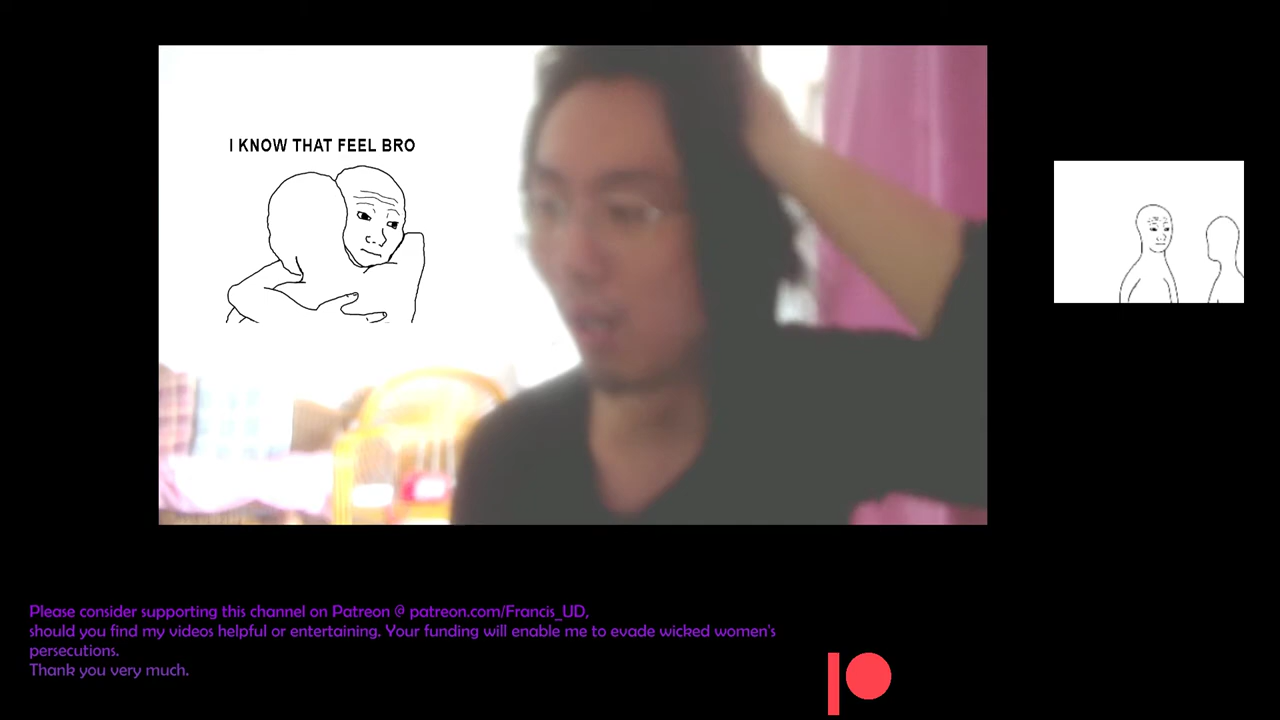 I KNOW THAT FEEL BRO
Please consider supporting this channel on Patreon @ patreon.com/Francis_UD,
should you find my videos helpful or entertaining. Your funding will enable me to evade wicked women's
persecutions.
Thank you very much.